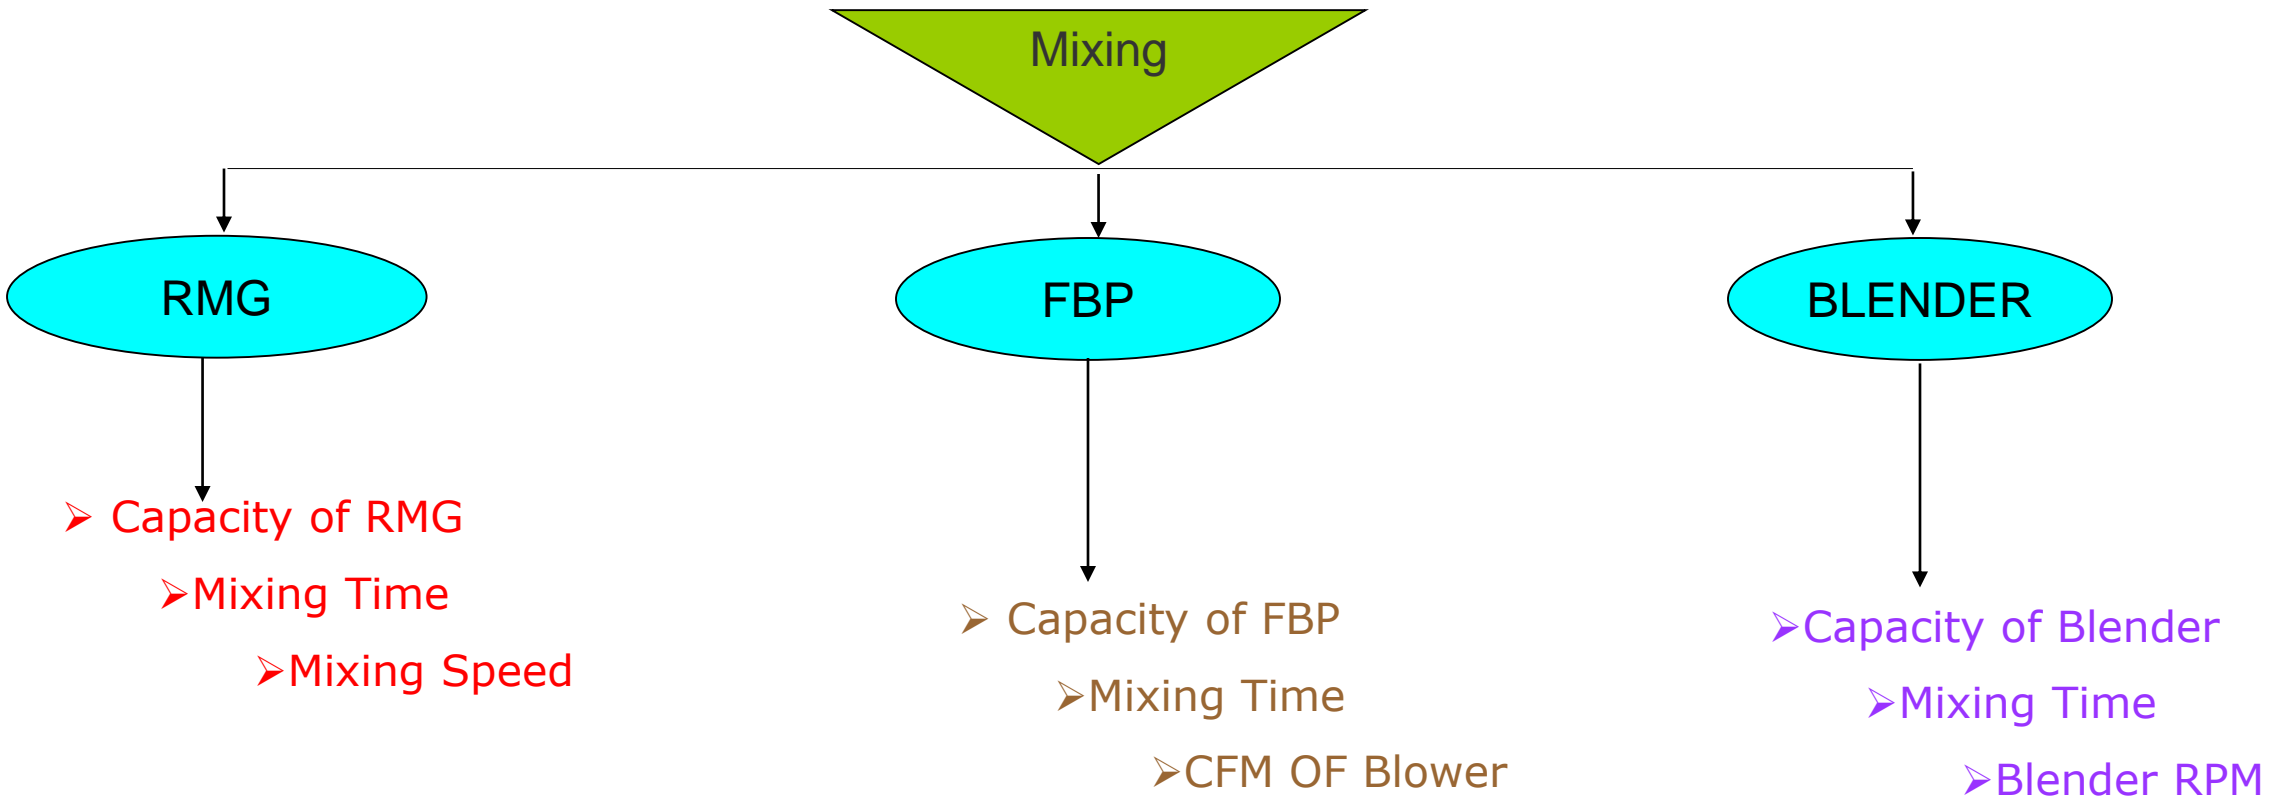 Mixing
RMG
FBP
BLENDER
➢ Capacity of RMG
➢Mixing Time
➢Mixing Speed
➢ Capacity of FBP
➢Mixing Time
➢CFM OF Blower
➢Capacity of Blender
➢Mixing Time
➢Blender RPM